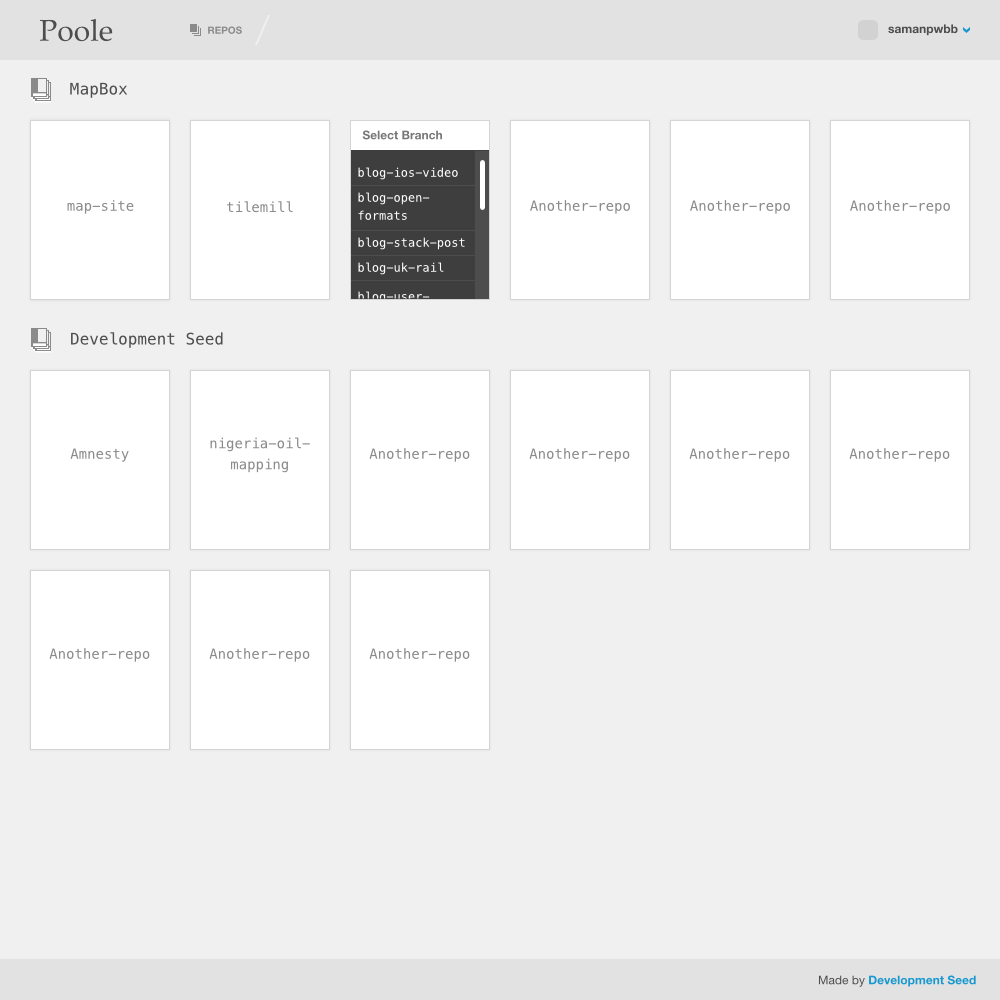 Poole
REPOS
samanpwbb
MapBox
map-site
tilemill
Select Branch
blog-ios-video
blog-open-
formats
blog-stack-post
blog-uk-rail
blog-user-
Another-repo
Another-repo
Another-repo
Development Seed
Amnesty
nigeria-oil-
mapping
Another-repo
Another-repo
Another-repo
Another-repo
Another-repo
Another-repo
Another-repo
Made by Development Seed